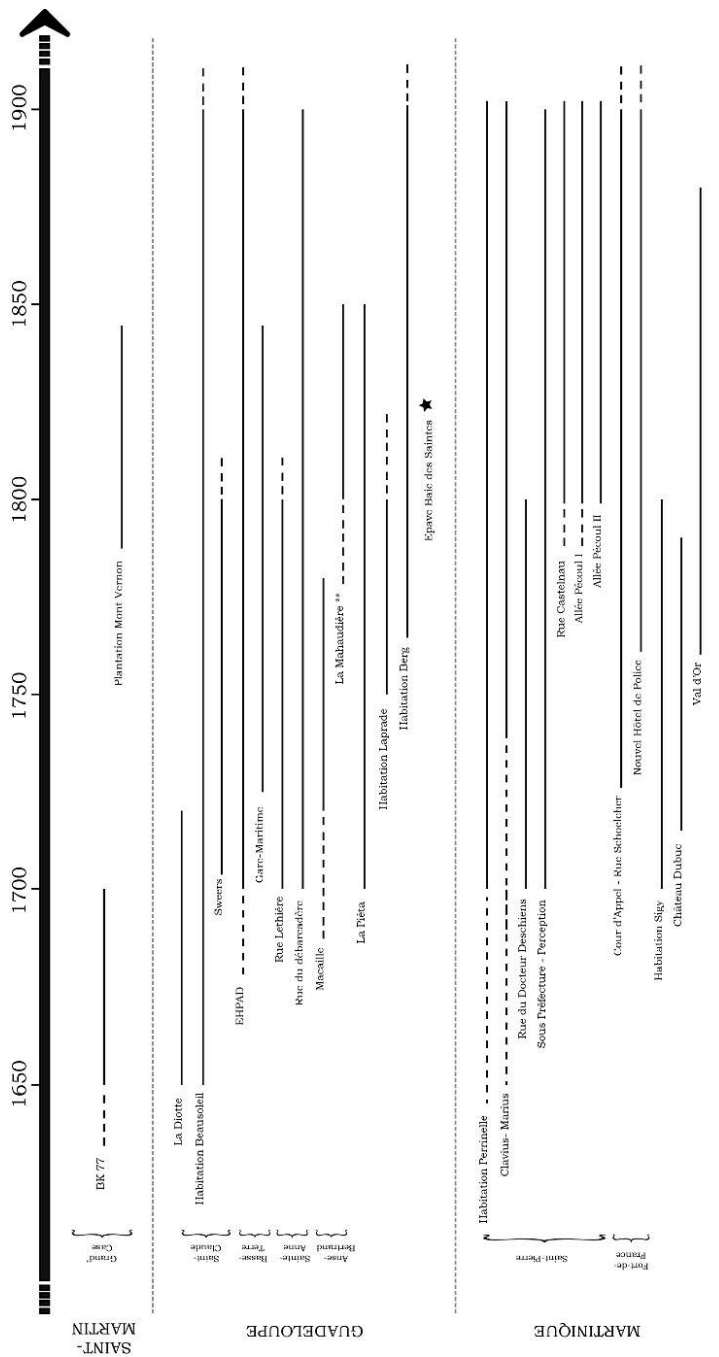 1650
1700
1750
1800
1850
1900
SAINT-
MARTIN
Grand'
Case
BK 77
Plantation Mont Vernon
GUADELOUPE
Saint-
Claude
La Diotte
Habitation Beausoleil
Sweers
Basse-
Terre
EHPAD
Gare-Maritime
Sainte-
Anne
Rue Lethière
Rue du débarcadère
Anse-
Bertrand
Macaille
La Mahaudière **
La Piéta
Habitation Laprade
Habitation Berg
Epave Baie des Saintes
MARTINIQUE
Saint-Pierre
Habitation Perrinelle
Clavius- Marius
Rue du Docteur Deschiens
Sous Préfecture - Perception
Rue Castelnau
Allée Pécoul I
Allée Pécoul II
Fort-de-
France
Cour d'Appel - Rue Schoelcher
Nouvel Hôtel de Police
Habitation Sigy
Château Dubuc
Val d'Or